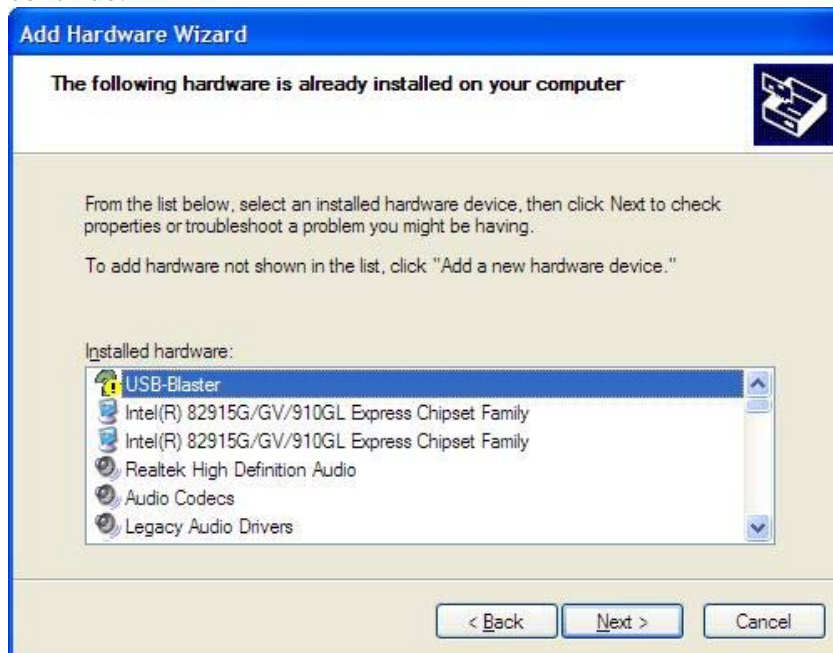 Add Hardware Wizard
The following hardware is already installed on your computer
From the list below, select an installed hardware device, then click Next to check
properties or troubleshoot a problem you might be having.
To add hardware not shown in the list, click "Add a new hardware device."
Installed hardware:
USB-Blaster
Intel(R) 82915G/GV/910GL Express Chipset Family
Intel(R) 82915G/GV/910GL Express Chipset Family
Realtek High Definition Audio
Audio Codecs
Legacy Audio Drivers
< Back Next > Cancel